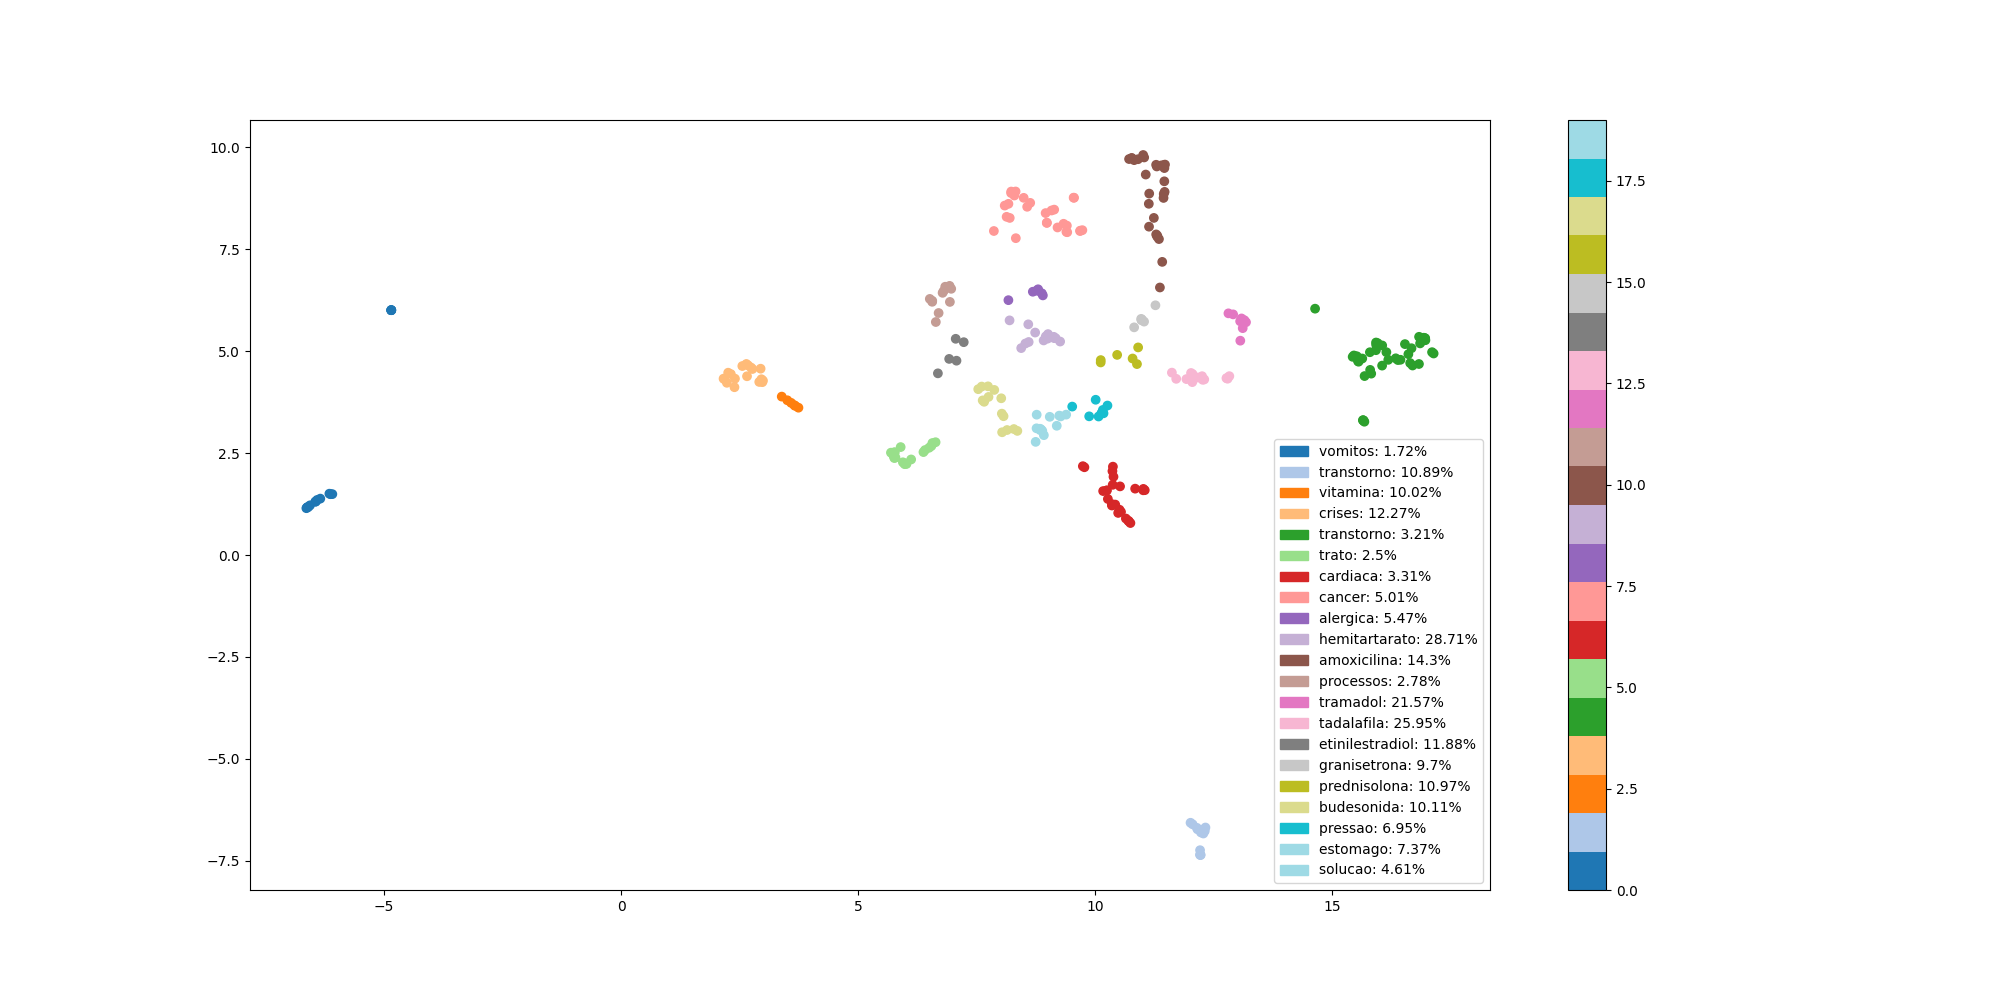 10.0
7.5
5.0
2.5
0.0
−2.5
−5.0
−7.5
−5
0
5
10
15
vomitos: 1.72%
transtorno: 10.89%
vitamina: 10.02%
crises: 12.27%
transtorno: 3.21%
trato: 2.5%
cardiaca: 3.31%
cancer: 5.01%
alergica: 5.47%
hemitartarato: 28.71%
amoxicilina: 14.3%
processos: 2.78%
tramadol: 21.57%
tadalafila: 25.95%
etinilestradiol: 11.88%
granisetrona: 9.7%
prednisolona: 10.97%
budesonida: 10.11%
pressao: 6.95%
estomago: 7.37%
solucao: 4.61%
17.5
15.0
12.5
10.0
7.5
5.0
2.5
0.0